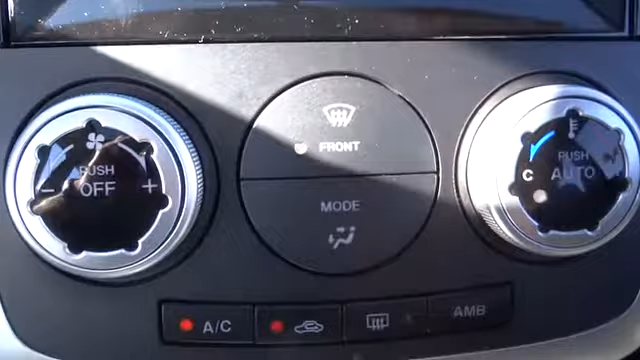 PUSH
OFF
- +
FRONT
MODE
PUSH
AUTO
C
A/C
AMB